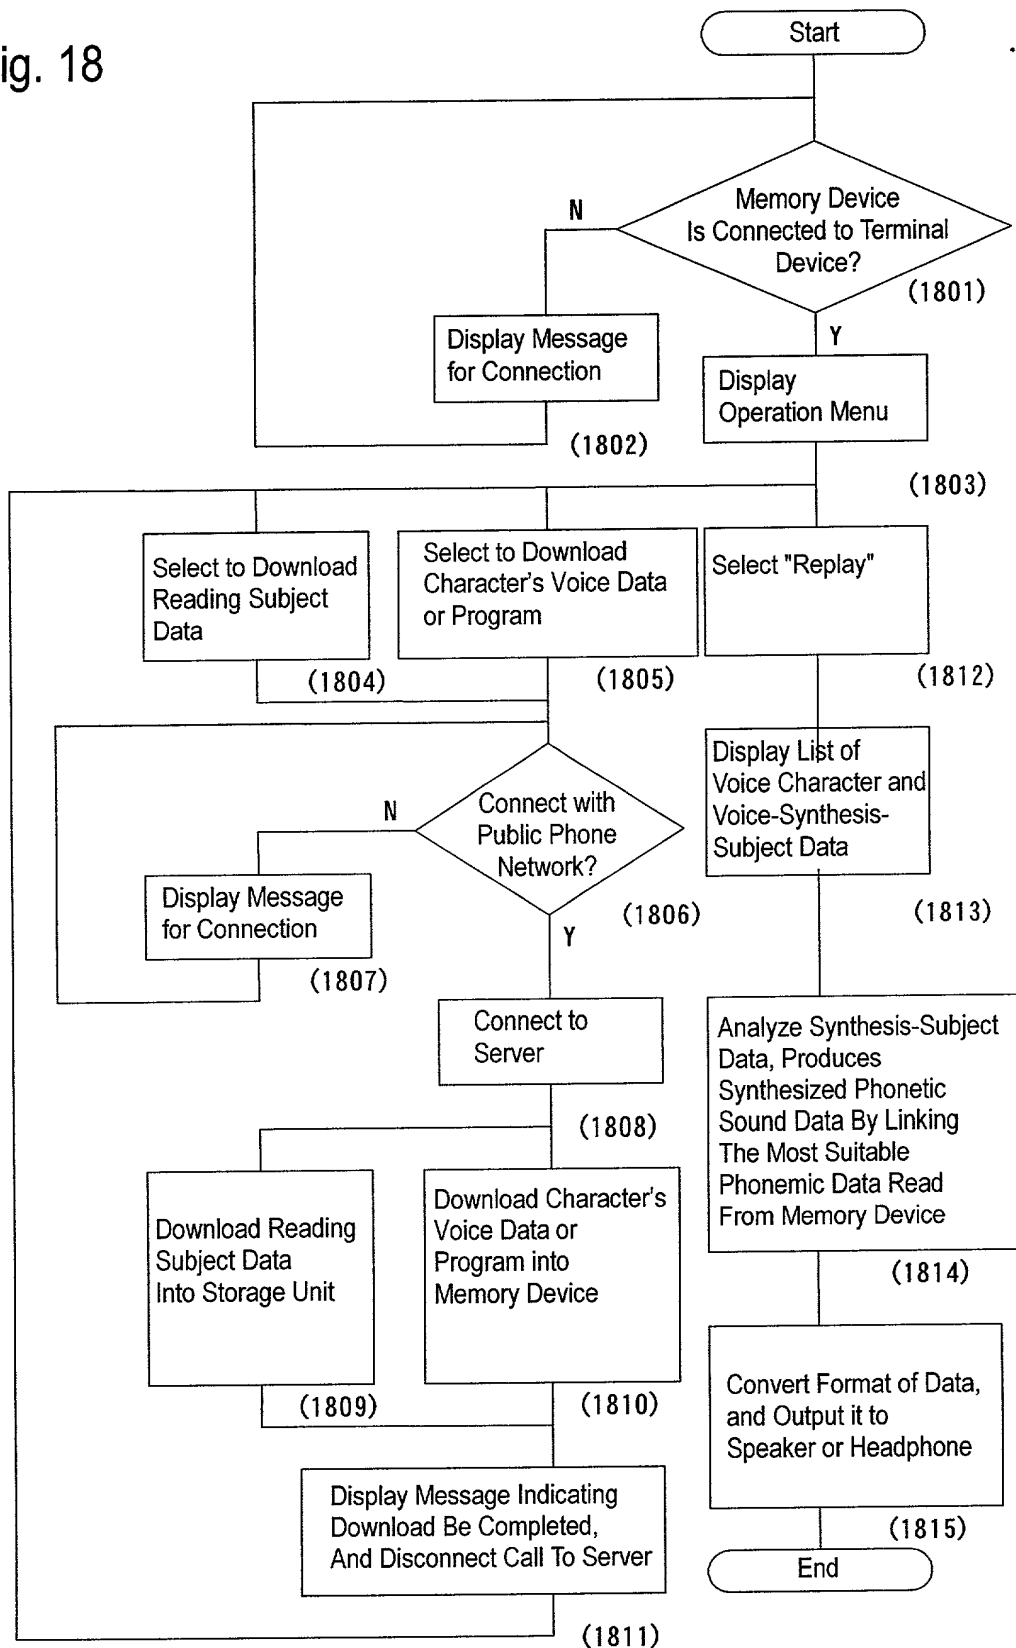 ig. 18
Start
Memory Device
Is Connected to Terminal
Device?
N
(1801)
Y
Display Message
for Connection
(1802)
Display
Operation Menu
(1803)
Select to Download
Reading Subject
Data
(1804)
Select to Download
Character's Voice Data
or Program
(1805)
Select "Replay"
(1812)
Connect with
Public Phone
Network?
N
(1806)
Y
Display Message
for Connection
(1807)
Display List of
Voice Character and
Voice-Synthesis-
Subject Data
(1813)
Connect to
Server
(1808)
Analyze Synthesis-Subject
Data, Produces
Synthesized Phonetic
Sound Data By Linking
The Most Suitable
Phonemic Data Read
From Memory Device
(1814)
Download Reading
Subject Data
Into Storage Unit
(1809)
Download Character's
Voice Data or
Program into
Memory Device
(1810)
Convert Format of Data,
and Output it to
Speaker or Headphone
(1815)
Display Message Indicating
Download Be Completed,
And Disconnect Call To Server
(1811)
End